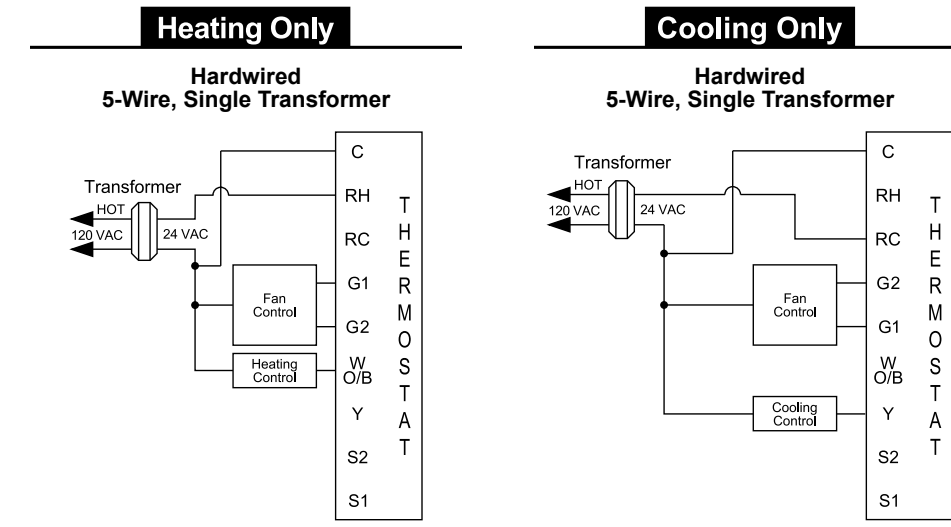 Heating Only
Hardwired
5-Wire, Single Transformer
Transformer
HOT
120 VAC
24 VAC
Fan
Control
Heating
Control
C
RH
RC
G1
G2
W
O/B
Y
S2
S1
THERMOSTAT
Cooling Only
Hardwired
5-Wire, Single Transformer
Transformer
HOT
120 VAC
24 VAC
Fan
Control
Cooling
Control
C
RH
RC
G2
G1
W
O/B
Y
S2
S1
THERMOSTAT